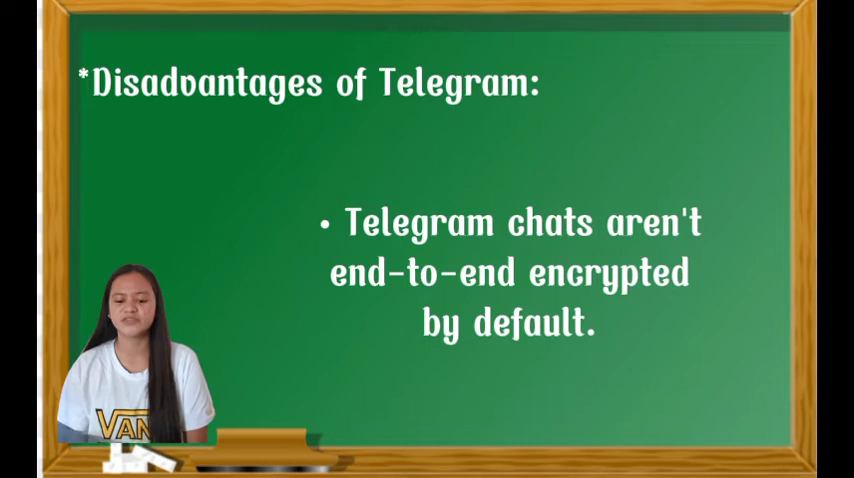 *Disadvantages of Telegram:
• Telegram chats aren't
end-to-end encrypted
by default.
VAN